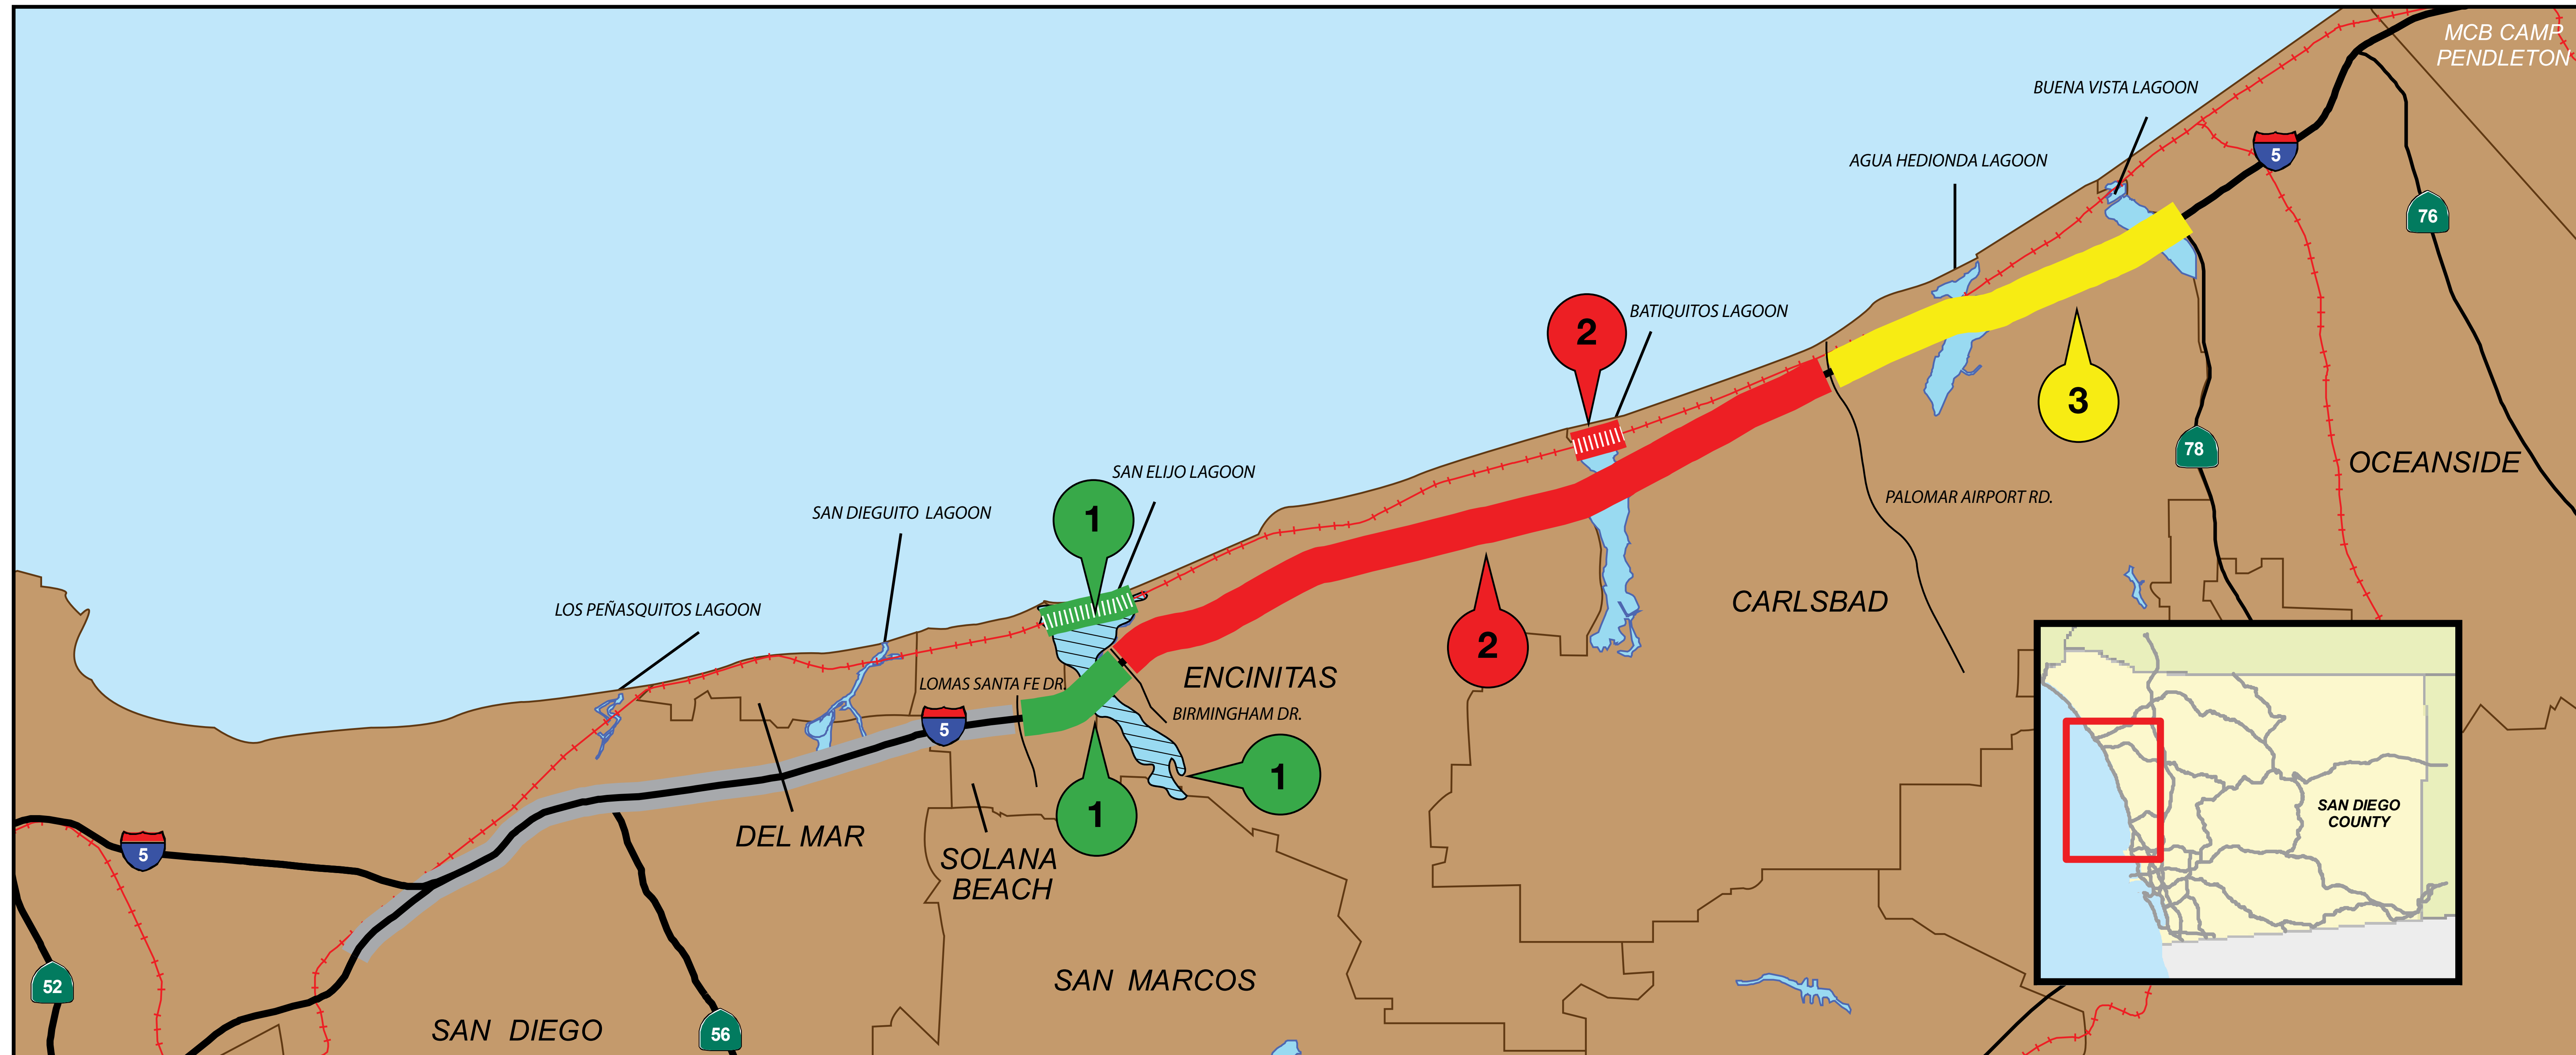 MCB CAMP
PENDLETON
BUENA VISTA LAGOON
5
AGUA HEDIONDA LAGOON
76
2
BATIQUITOS LAGOON
3
78
OCEANSIDE
SAN ELIJO LAGOON
PALOMAR AIRPORT RD.
1
SAN DIEGUITO LAGOON
CARLSBAD
LOS PEÑASQUITOS LAGOON
2
ENCINITAS
LOMAS SANTA FE DR.
BIRMINGHAM DR.
5
1
1
DEL MAR
SOLANA
BEACH
5
SAN DIEGO
COUNTY
SAN MARCOS
52
SAN DIEGO
56